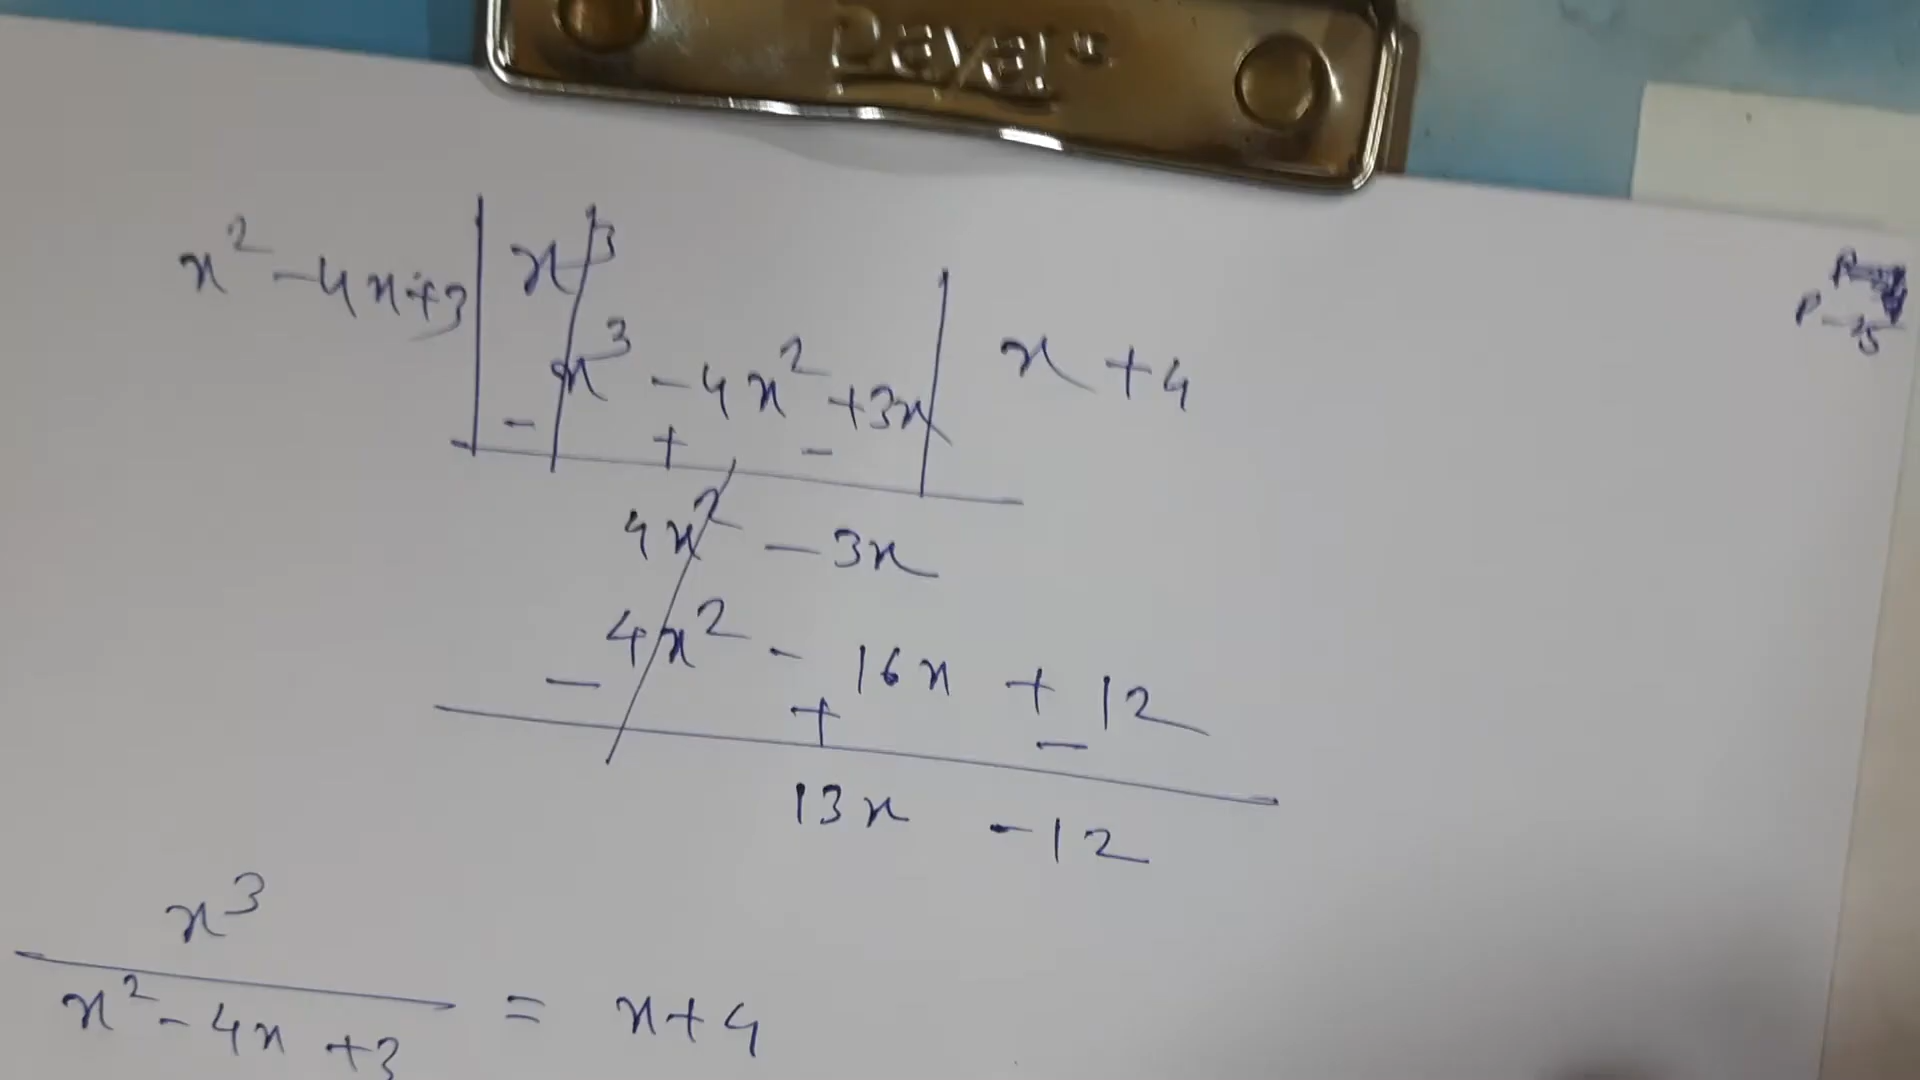 Payal
x² - 4x + 3 | x³ | x + 4
x³ - 4x² + 3x
- + -
4x² - 3x
4x² - 16x + 12
- + -
13x - 12
x³
x² - 4x + 3 = x + 4